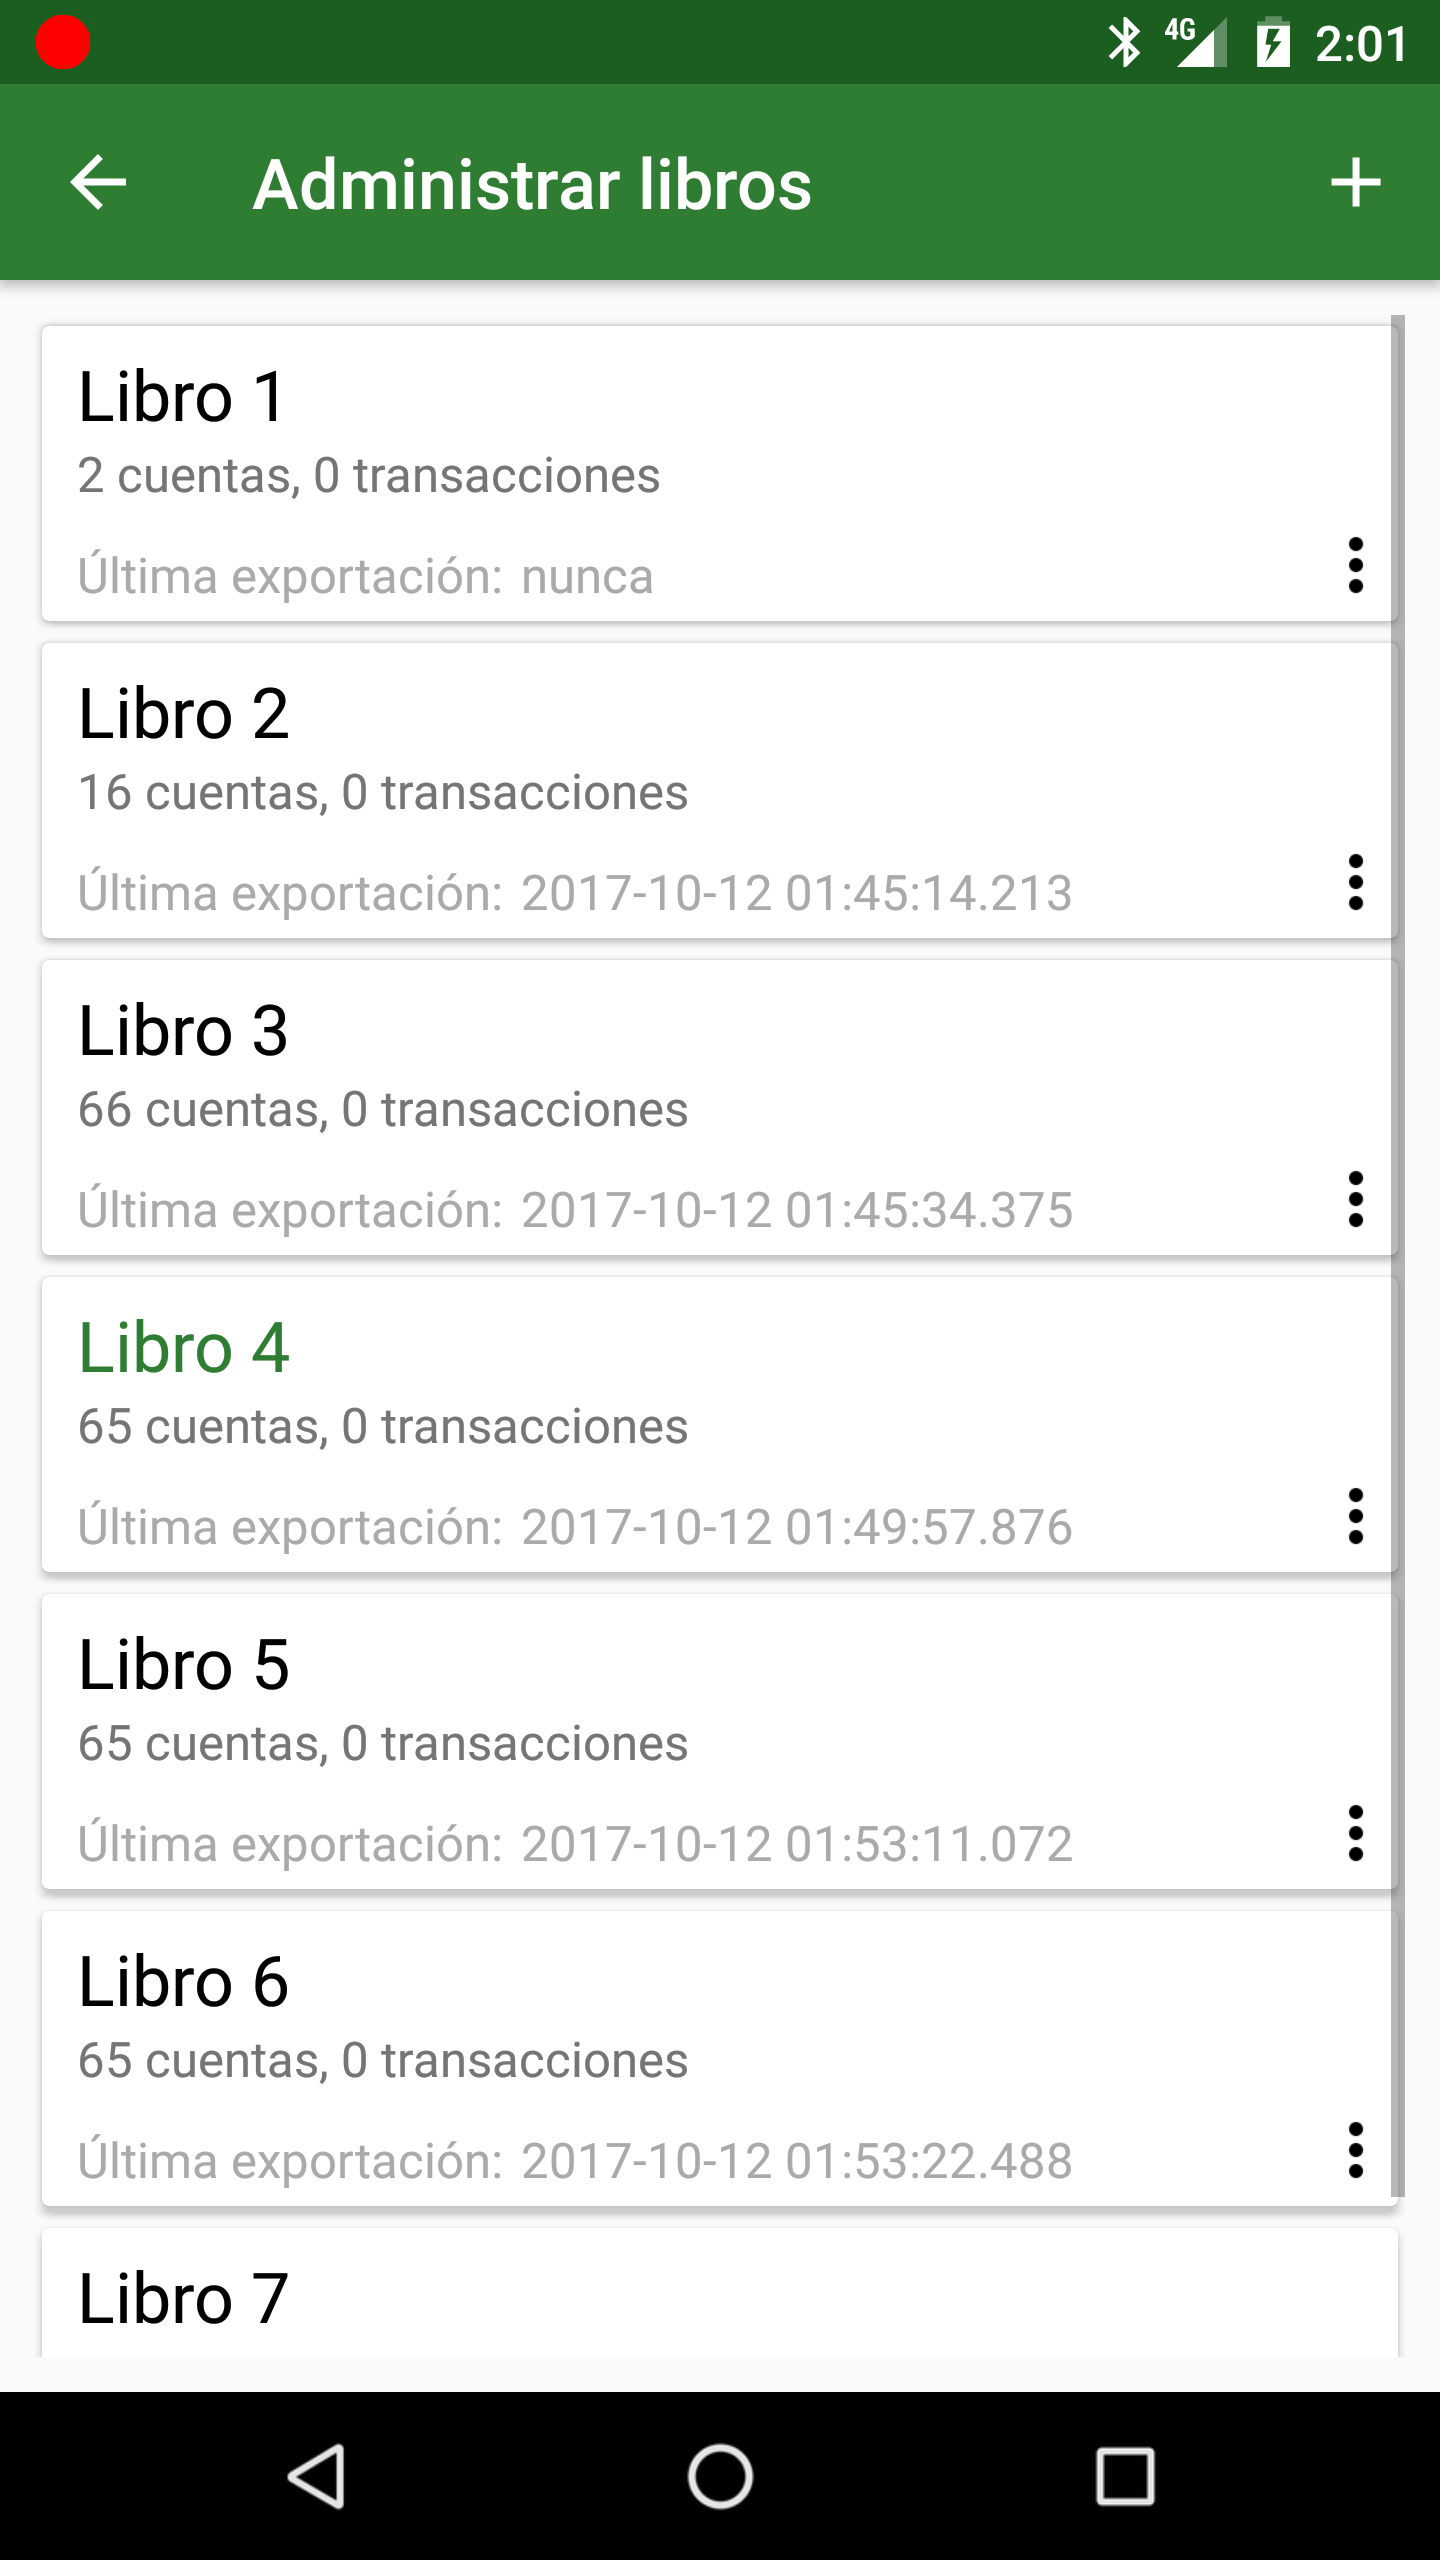 4G 2:01
Administrar libros
Libro 1
2 cuentas, 0 transacciones
Última exportación: nunca
Libro 2
16 cuentas, 0 transacciones
Última exportación: 2017-10-12 01:45:14.213
Libro 3
66 cuentas, 0 transacciones
Última exportación: 2017-10-12 01:45:34.375
Libro 4
65 cuentas, 0 transacciones
Última exportación: 2017-10-12 01:49:57.876
Libro 5
65 cuentas, 0 transacciones
Última exportación: 2017-10-12 01:53:11.072
Libro 6
65 cuentas, 0 transacciones
Última exportación: 2017-10-12 01:53:22.488
Libro 7